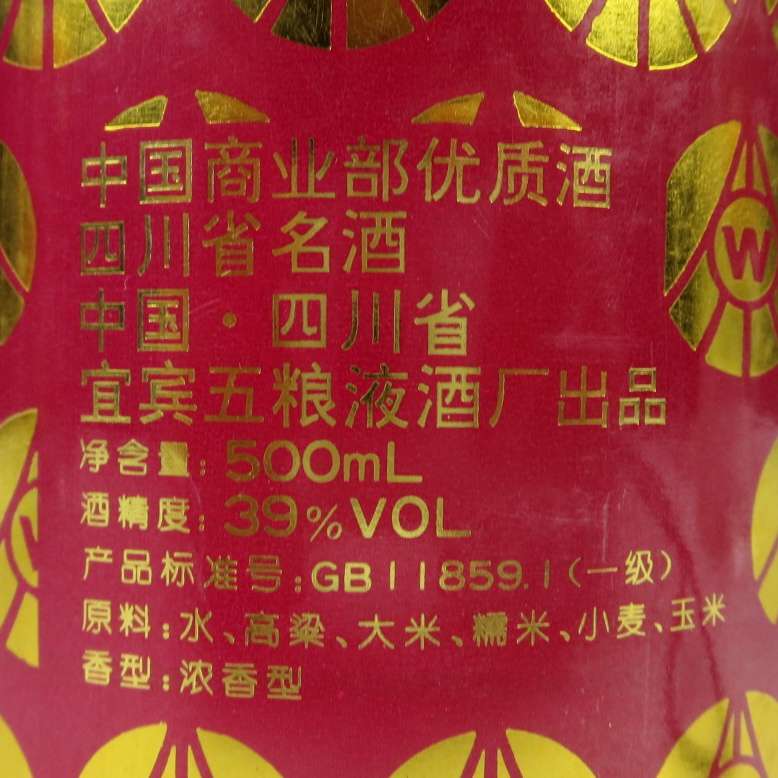 中国商业部优质酒
四川省名酒
中国·四川省
宜宾五粮液酒厂出品
净含量：500mL
酒精度：39%VOL
产品标准号：GB11859.1（一级）
原料：水、高粱、大米、糯米、小麦、玉米
香型：浓香型
W